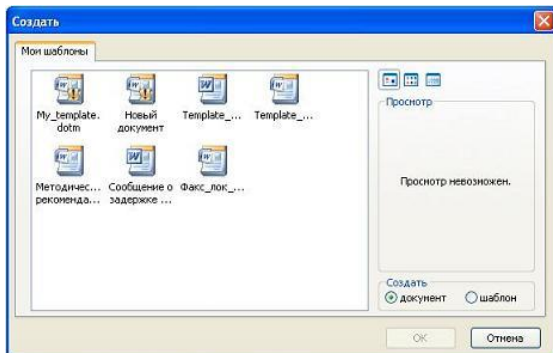 Создать
Мои шаблоны
My_template.
dotm
Новый
документ
Template_...
Template_...
Методичес...
рекоменда...
Сообщение о
задержке ...
Факс_лок_...
Просмотр
Просмотр невозможен.
Создать
документ
шаблон
ОК
Отмена